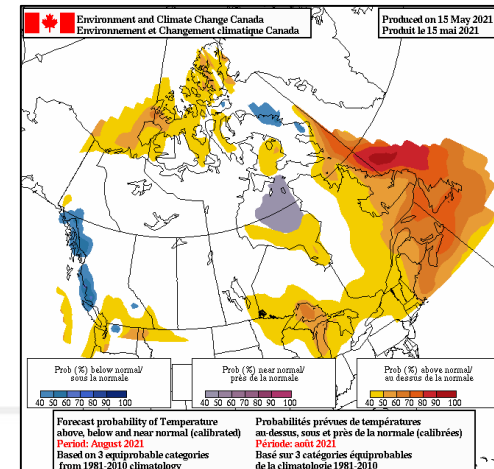 Environment and Climate Change Canada
Environnement et Changement climatique Canada
Produced on 15 May 2021
Produit le 15 mai 2021
Prob (%) below normal/
sous la normale
40 50 60 70 80 90 100
Prob (%) near normal/
près de la normale
40 50 60 70 80 90 100
Prob (%) above normal/
au dessus de la normale
40 50 60 70 80 90 100
Forecast probability of Temperature
above, below and near normal (calibrated)
Period: August 2021
Based on 3 equiprobable categories
from 1981-2010 climatology
Probabilités prévues de températures
au-dessus, sous et près de la normale (calibrées)
Période: août 2021
Basé sur 3 catégories équiprobables
de la climatologie 1981-2010